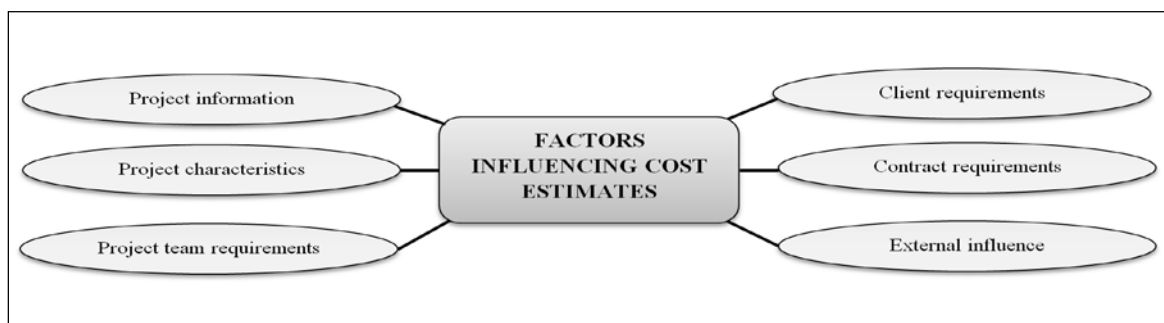 Project information
Project characteristics
Project team requirements
FACTORS
INFLUENCING COST
ESTIMATES
Client requirements
Contract requirements
External influence